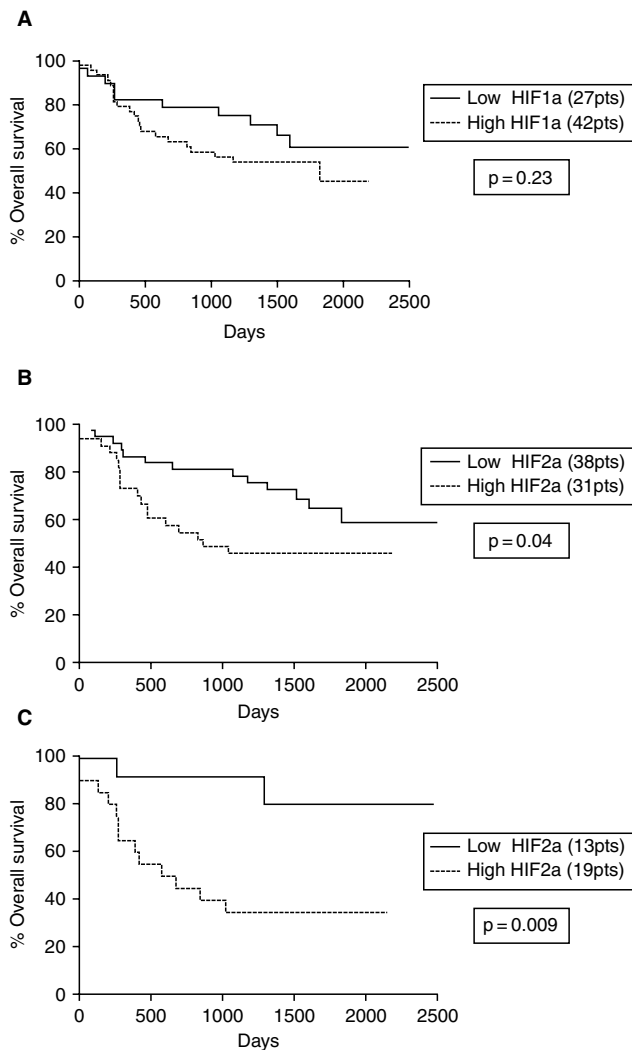 A
% Overall survival
100
80
60
40
20
0
0 500 1000 1500 2000 2500
Days
Low HIF1a (27pts)
High HIF1a (42pts)
p = 0.23
B
% Overall survival
100
80
60
40
20
0
0 500 1000 1500 2000 2500
Days
Low HIF2a (38pts)
High HIF2a (31pts)
p = 0.04
C
% Overall survival
100
80
60
40
20
0
0 500 1000 1500 2000 2500
Days
Low HIF2a (13pts)
High HIF2a (19pts)
p = 0.009